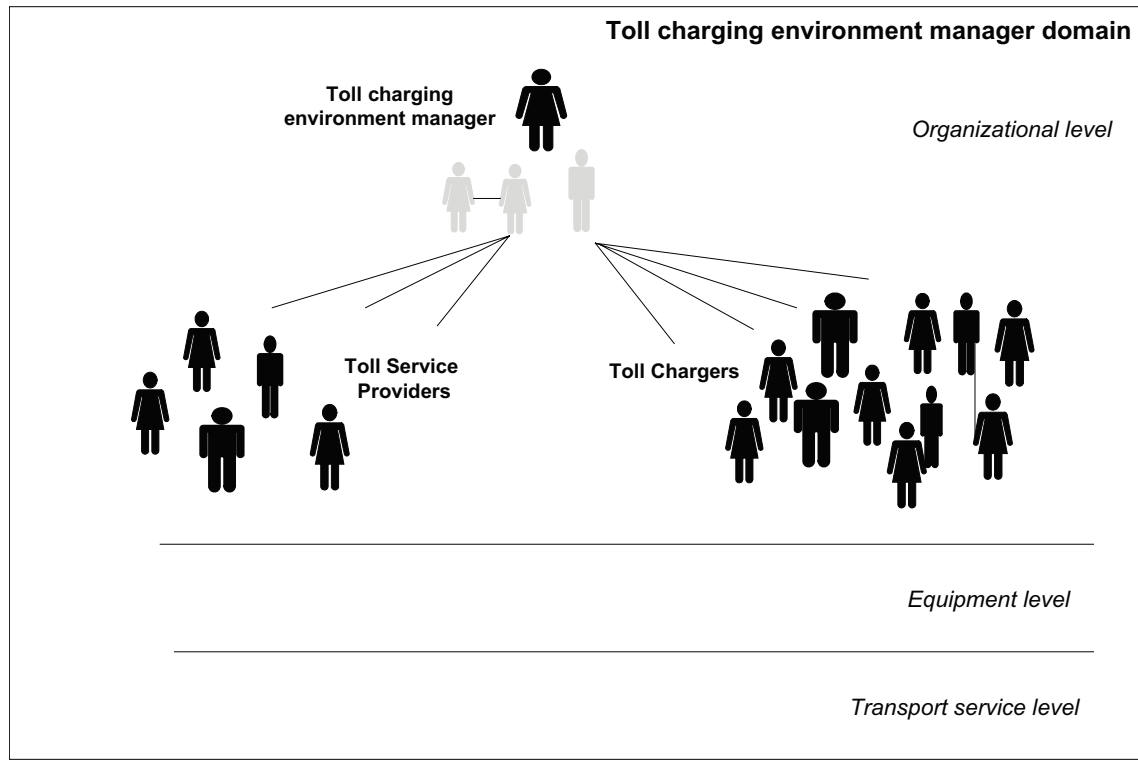 Toll charging environment manager domain
Toll charging
environment manager
Organizational level
Toll Service
Providers
Toll Chargers
Equipment level
Transport service level